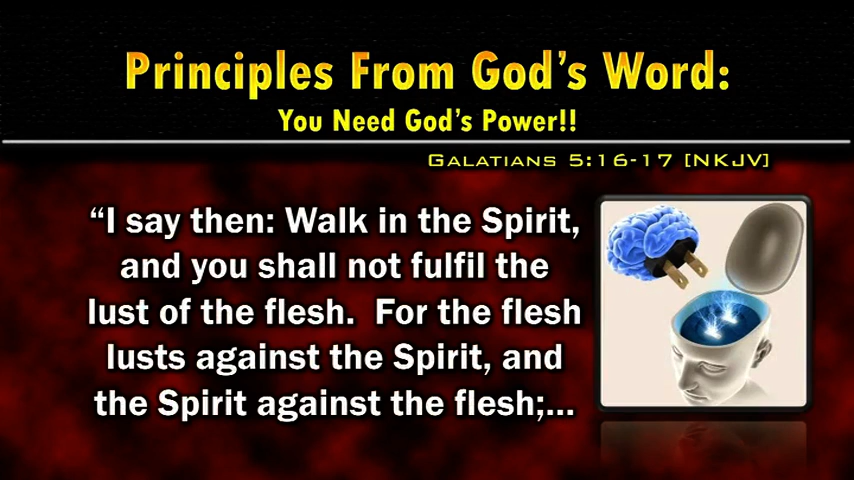 Principles From God's Word:
You Need God's Power!!
Galatians 5:16-17 [NKJV]
“I say then: Walk in the Spirit,
and you shall not fulfil the
lust of the flesh.  For the flesh
lusts against the Spirit, and
the Spirit against the flesh;...